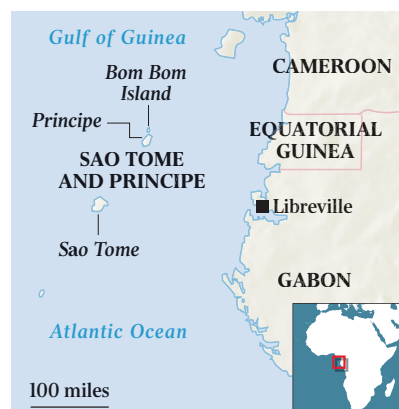 Gulf of Guinea
Bom Bom
Island
CAMEROON
Principe
EQUATORIAL
GUINEA
SAO TOME
AND PRINCIPE
Libreville
Sao Tome
GABON
Atlantic Ocean
100 miles